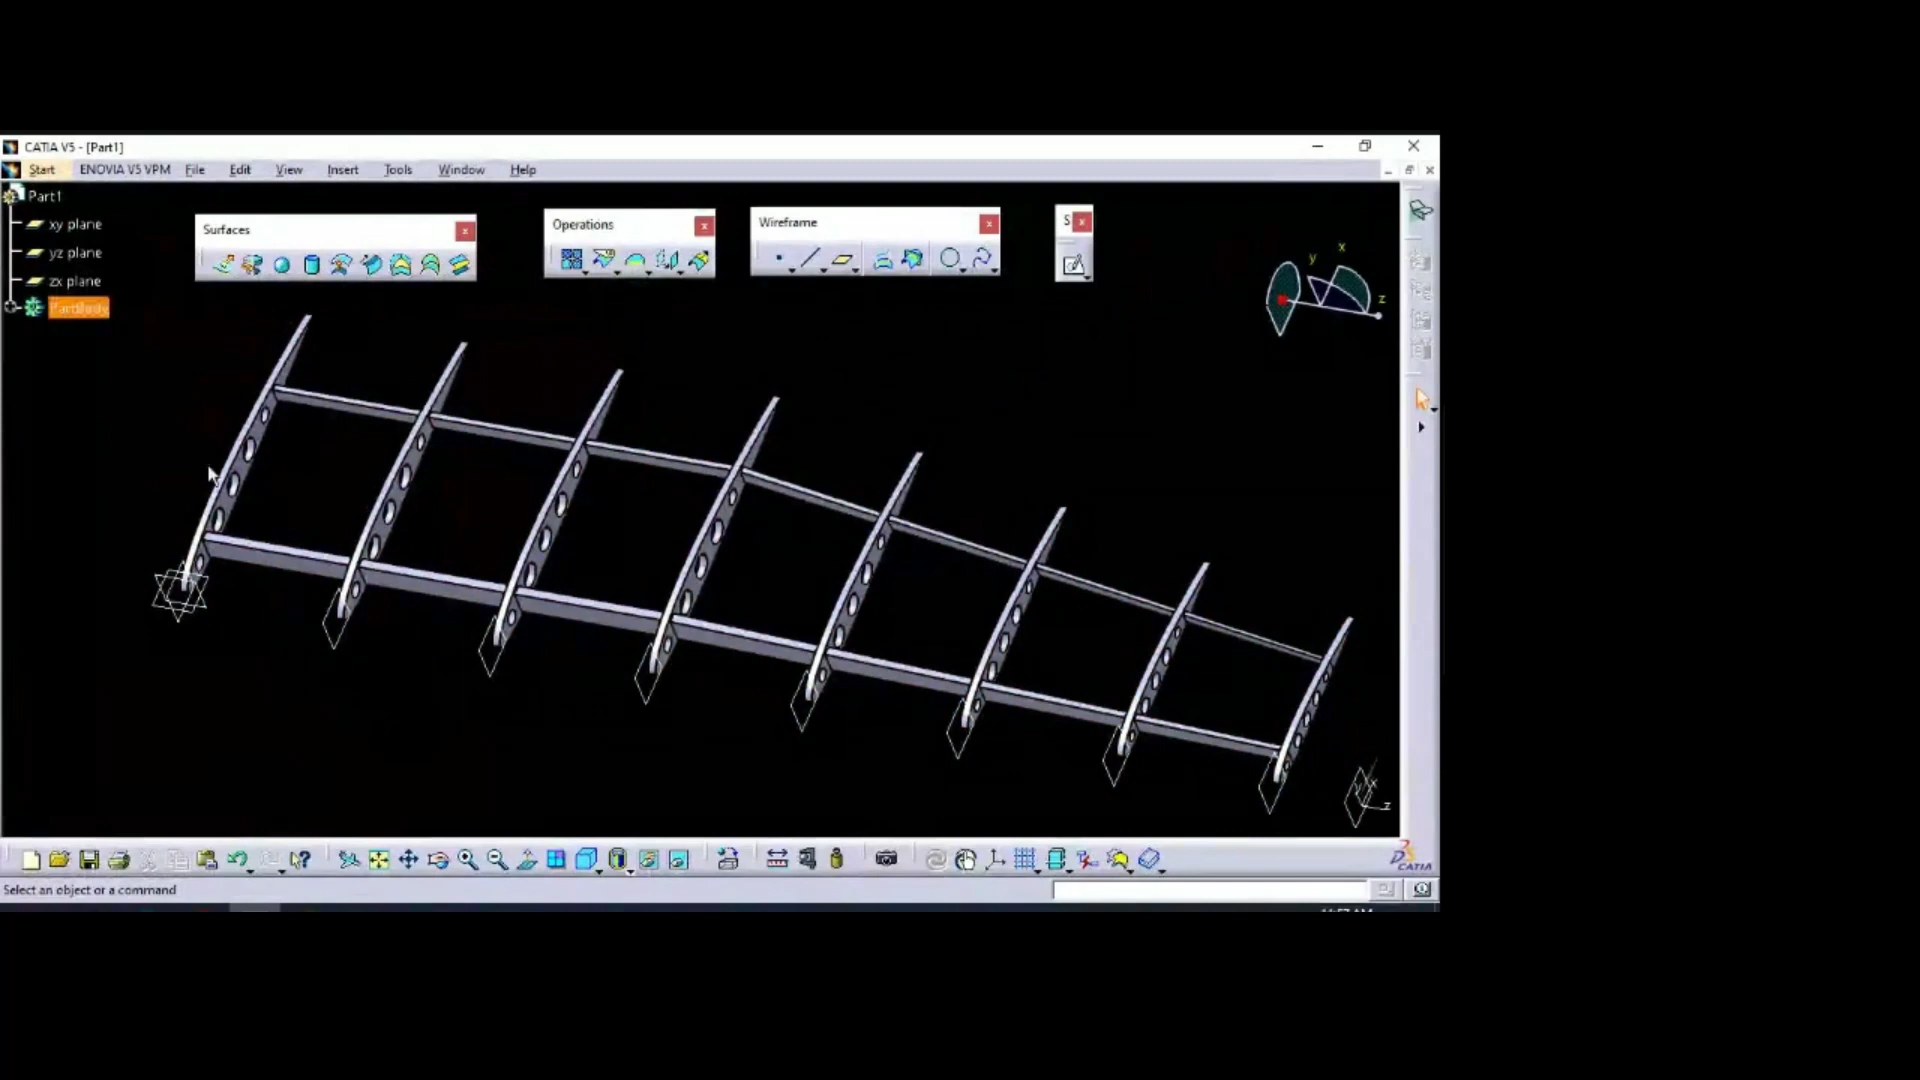 CATIA V5 - [Part1]
Start ENOVIA V5 VPM File Edit View Insert Tools Window Help
Part1
xy plane
yz plane
zx plane
PartBody
Surfaces
Operations
Wireframe
S
x
y
z
x
z
CATIA
Select an object or a command